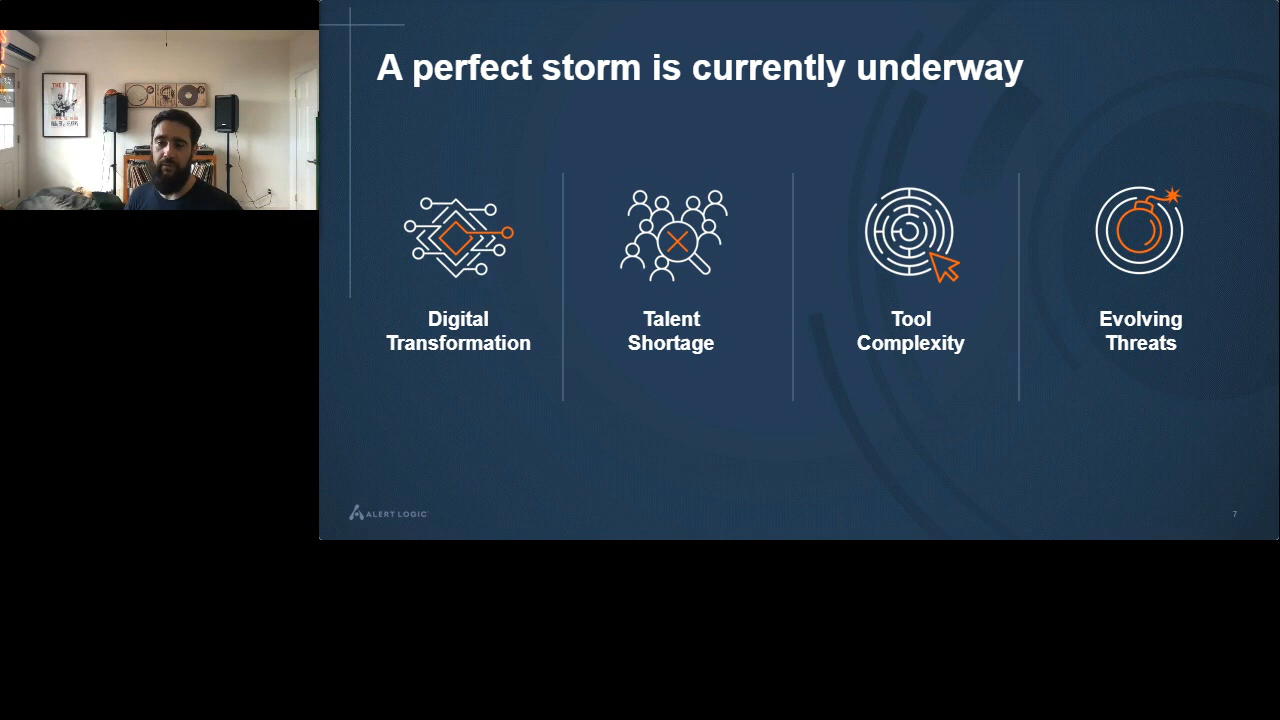 A perfect storm is currently underway
Digital
Transformation
Talent
Shortage
Tool
Complexity
Evolving
Threats
ALERT LOGIC
7